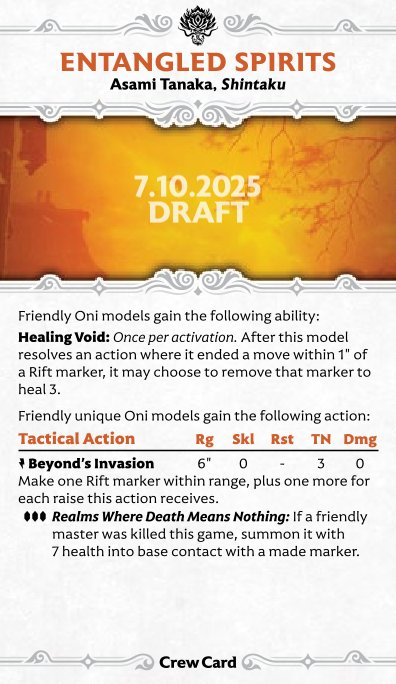 ENTANGLED SPIRITS
Asami Tanaka, Shintaku
7.10.2025
DRAFT
Friendly Oni models gain the following ability:
Healing Void: Once per activation. After this model
resolves an action where it ended a move within 1" of
a Rift marker, it may choose to remove that marker to
heal 3.
Friendly unique Oni models gain the following action:
Tactical Action Rg Skl Rst TN Dmg
Beyond's Invasion 6" 0 - 3 0
Make one Rift marker within range, plus one more for
each raise this action receives.
Realms Where Death Means Nothing: If a friendly
master was killed this game, summon it with
7 health into base contact with a made marker.
Crew Card